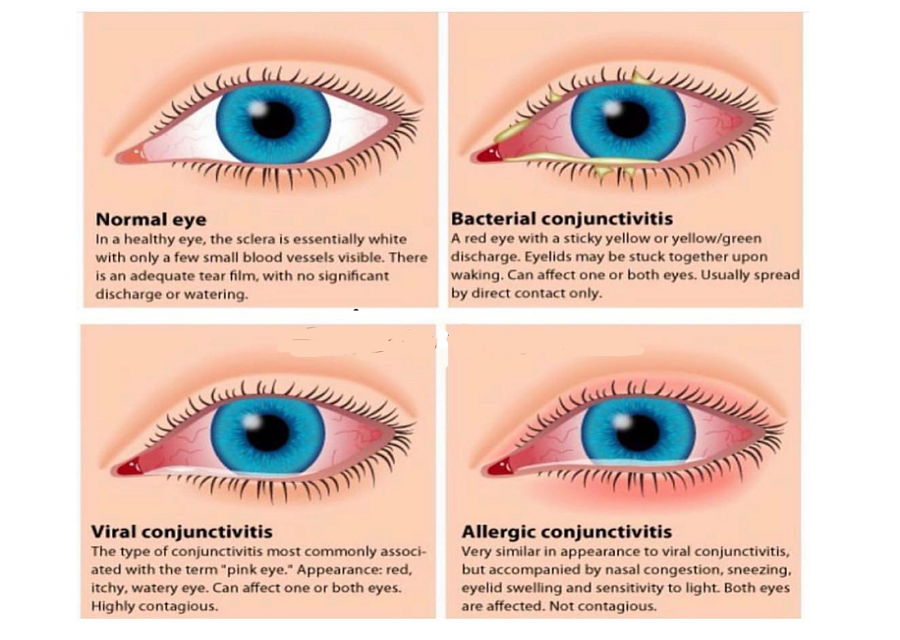 Normal eye
In a healthy eye, the sclera is essentially white
with only a few small blood vessels visible. There
is an adequate tear film, with no significant
discharge or watering.
Bacterial conjunctivitis
A red eye with a sticky yellow or yellow/green
discharge. Eyelids may be stuck together upon
waking. Can affect one or both eyes. Usually spread
by direct contact only.
Viral conjunctivitis
The type of conjunctivitis most commonly associ-
ated with the term "pink eye." Appearance: red,
itchy, watery eye. Can affect one or both eyes.
Highly contagious.
Allergic conjunctivitis
Very similar in appearance to viral conjunctivitis,
but accompanied by nasal congestion, sneezing,
eyelid swelling and sensitivity to light. Both eyes
are affected. Not contagious.